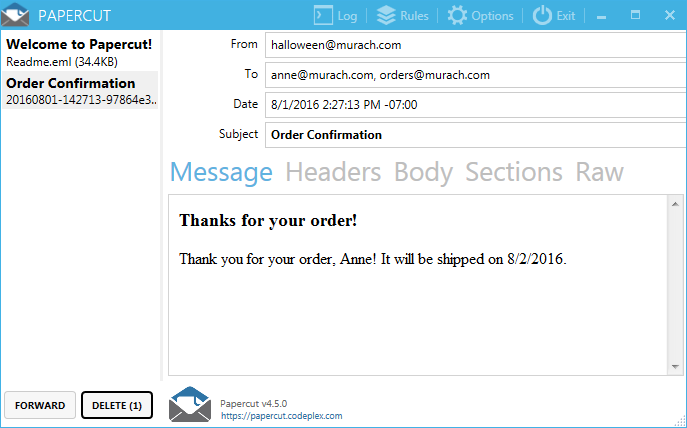 PAPERCUT
Log
Rules
Options
Exit
Welcome to Papercut!
Readme.eml (34.4KB)
Order Confirmation
20160801-142713-97864e3..
From halloween@murach.com
To anne@murach.com, orders@murach.com
Date 8/1/2016 2:27:13 PM -07:00
Subject Order Confirmation
Message Headers Body Sections Raw
Thanks for your order!
Thank you for your order, Anne! It will be shipped on 8/2/2016.
FORWARD
DELETE (1)
Papercut v4.5.0
https://papercut.codeplex.com